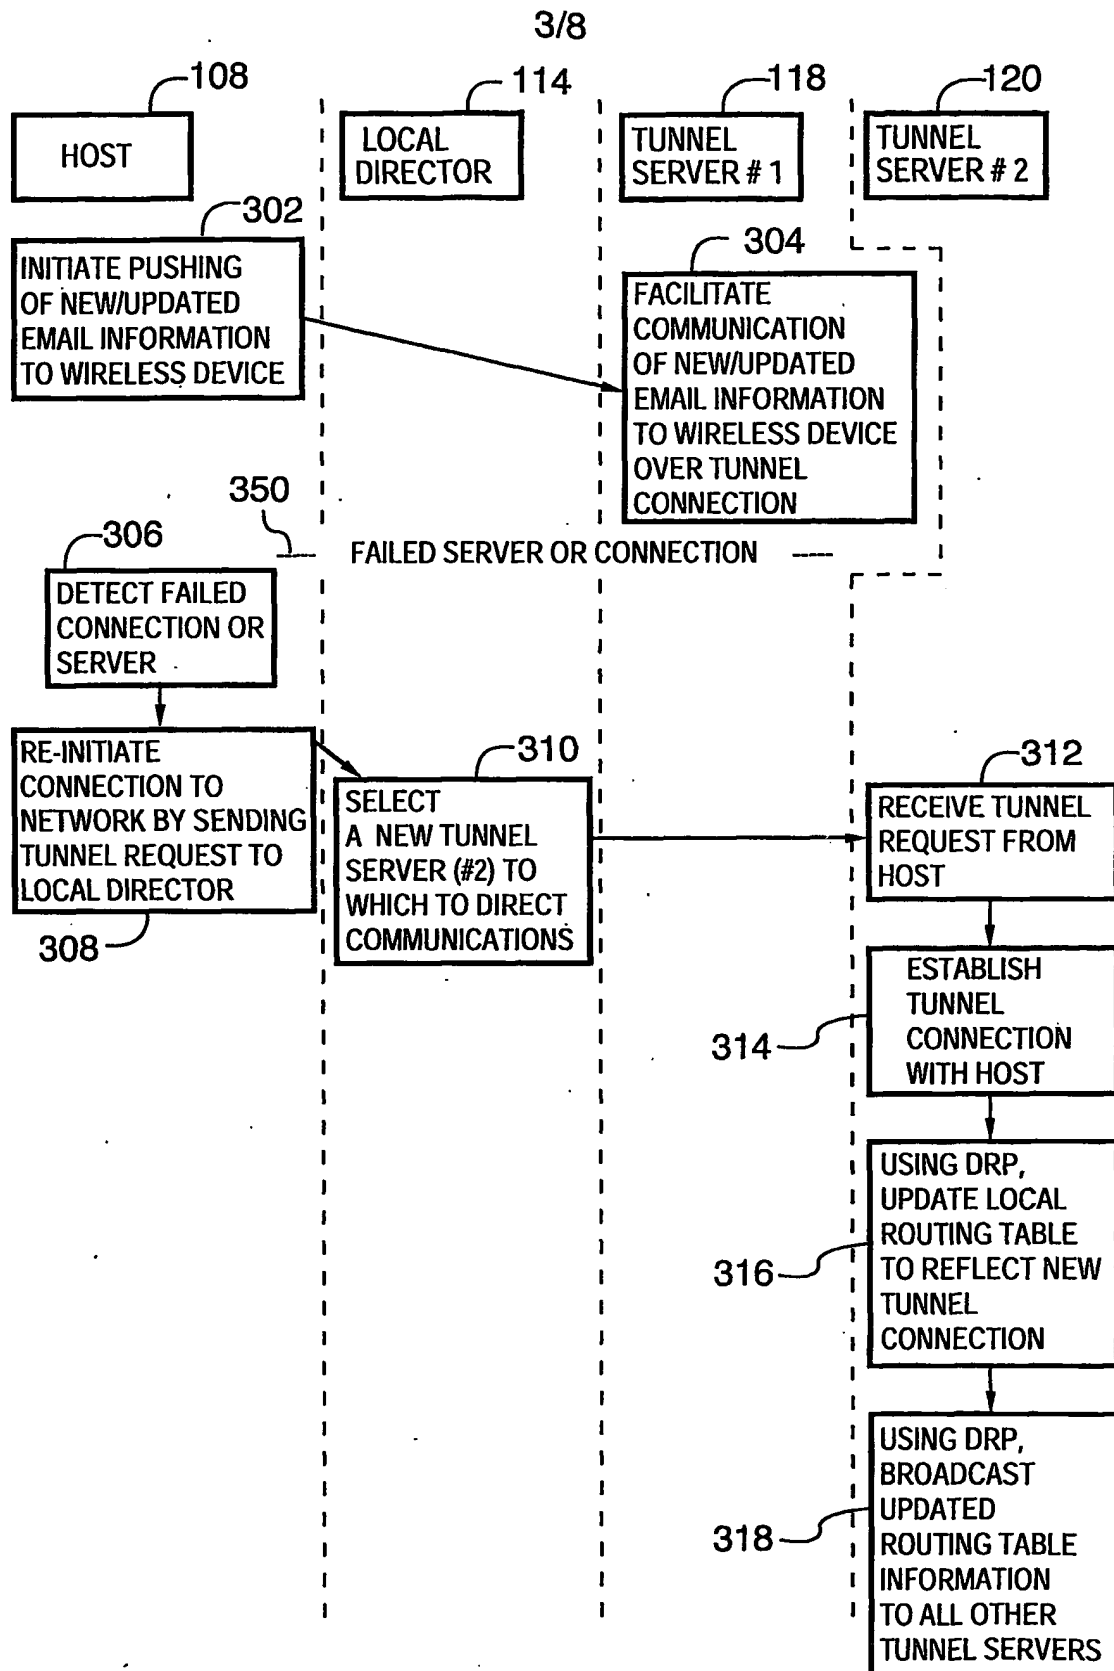 3/8
108
114
118
120
HOST
LOCAL
DIRECTOR
TUNNEL
SERVER # 1
TUNNEL
SERVER # 2
302
INITIATE PUSHING
OF NEW/UPDATED
EMAIL INFORMATION
TO WIRELESS DEVICE
304
FACILITATE
COMMUNICATION
OF NEW/UPDATED
EMAIL INFORMATION
TO WIRELESS DEVICE
OVER TUNNEL
CONNECTION
350
FAILED SERVER OR CONNECTION
306
DETECT FAILED
CONNECTION OR
SERVER
RE-INITIATE
CONNECTION TO
NETWORK BY SENDING
TUNNEL REQUEST TO
LOCAL DIRECTOR
308
310
SELECT
A NEW TUNNEL
SERVER (#2) TO
WHICH TO DIRECT
COMMUNICATIONS
312
RECEIVE TUNNEL
REQUEST FROM
HOST
314
ESTABLISH
TUNNEL
CONNECTION
WITH HOST
316
USING DRP,
UPDATE LOCAL
ROUTING TABLE
TO REFLECT NEW
TUNNEL
CONNECTION
318
USING DRP,
BROADCAST
UPDATED
ROUTING TABLE
INFORMATION
TO ALL OTHER
TUNNEL SERVERS